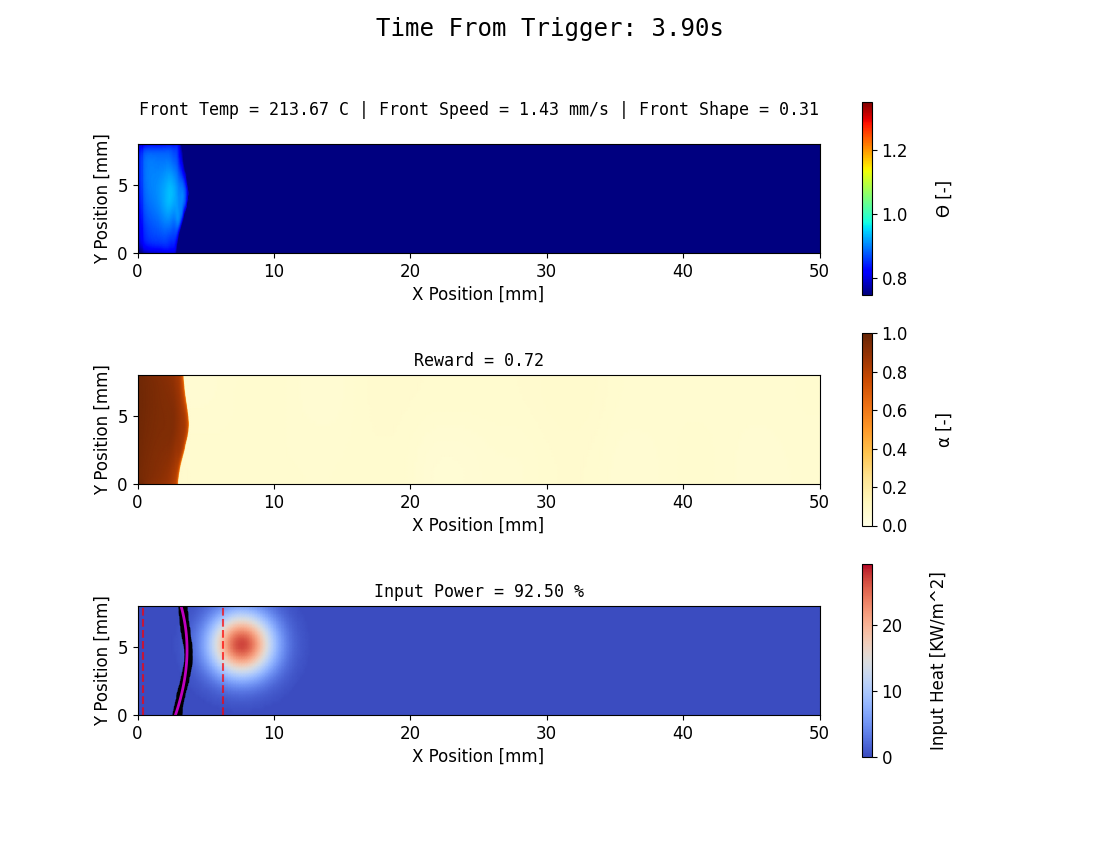 Time From Trigger: 3.90s
Front Temp = 213.67 C | Front Speed = 1.43 mm/s | Front Shape = 0.31
Y Position [mm]
5
0
0 10 20 30 40 50
X Position [mm]
1.2
1.0
0.8
Θ [-]
Reward = 0.72
Y Position [mm]
5
0
0 10 20 30 40 50
X Position [mm]
1.0
0.8
0.6
0.4
0.2
0.0
α [-]
Input Power = 92.50 %
Y Position [mm]
5
0
0 10 20 30 40 50
X Position [mm]
20
10
0
Input Heat [KW/m^2]